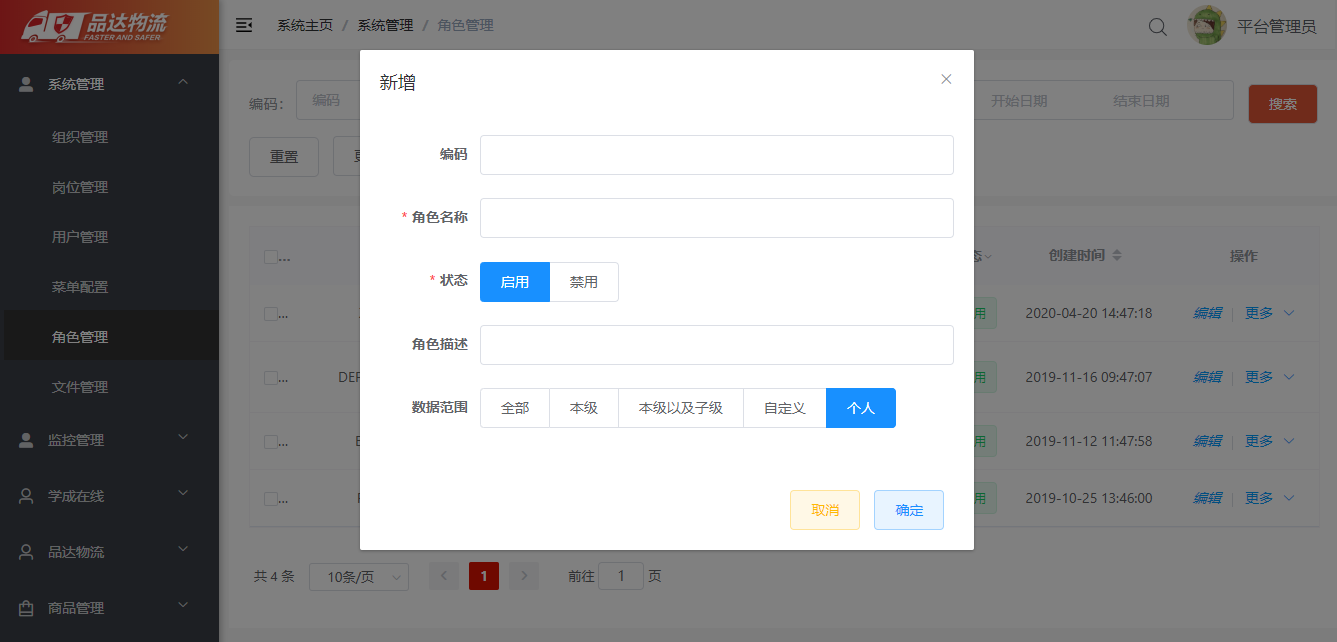 品达物流
FASTER AND SAFER
系统主页 / 系统管理 / 角色管理
平台管理员
系统管理
组织管理
岗位管理
用户管理
菜单配置
角色管理
文件管理
监控管理
学成在线
品达物流
商品管理
编码：
编码
开始日期
结束日期
搜索
重置
新增
编码
* 角色名称
* 状态
启用
禁用
角色描述
数据范围
全部
本级
本级以及子级
自定义
个人
取消
确定
创建时间
操作
...
用
2020-04-20 14:47:18
编辑
更多
...
DEP
用
2019-11-16 09:47:07
编辑
更多
...
用
2019-11-12 11:47:58
编辑
更多
...
用
2019-10-25 13:46:00
编辑
更多
共 4 条
10条/页
1
前往
1
页